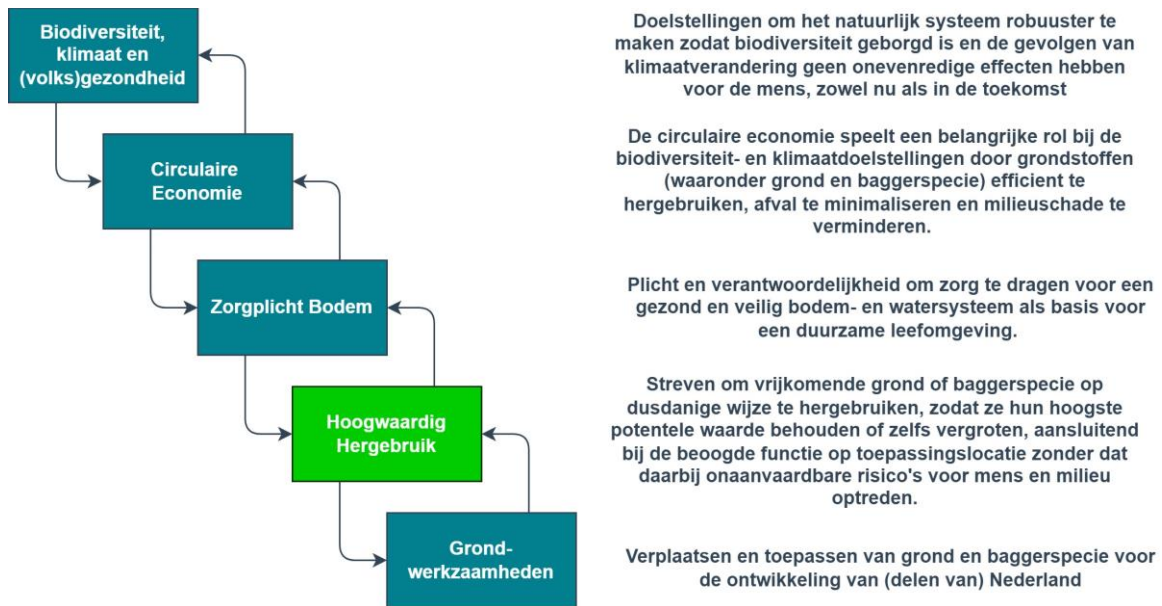 Biodiversiteit,
klimaat en
(volks)gezondheid
Doelstellingen om het natuurlijk systeem robuuster te
maken zodat biodiversiteit geborgd is en de gevolgen van
klimaatverandering geen onevenredige effecten hebben
voor de mens, zowel nu als in de toekomst
Circulaire
Economie
De circulaire economie speelt een belangrijke rol bij de
biodiversiteit- en klimaatdoelstellingen door grondstoffen
(waaronder grond en baggerspecie) efficient te
hergebruiken, afval te minimaliseren en milieuschade te
verminderen.
Zorgplicht Bodem
Plicht en verantwoordelijkheid om zorg te dragen voor een
gezond en veilig bodem- en watersysteem als basis voor
een duurzame leefomgeving.
Hoogwaardig
Hergebruik
Streven om vrijkomende grond of baggerspecie op
dusdanige wijze te hergebruiken, zodat ze hun hoogste
potentele waarde behouden of zelfs vergroten, aansluitend
bij de beoogde functie op toepassingslocatie zonder dat
daarbij onaanvaardbare risico's voor mens en milieu
optreden.
Grond-
werkzaamheden
Verplaatsen en toepassen van grond en baggerspecie voor
de ontwikkeling van (delen van) Nederland